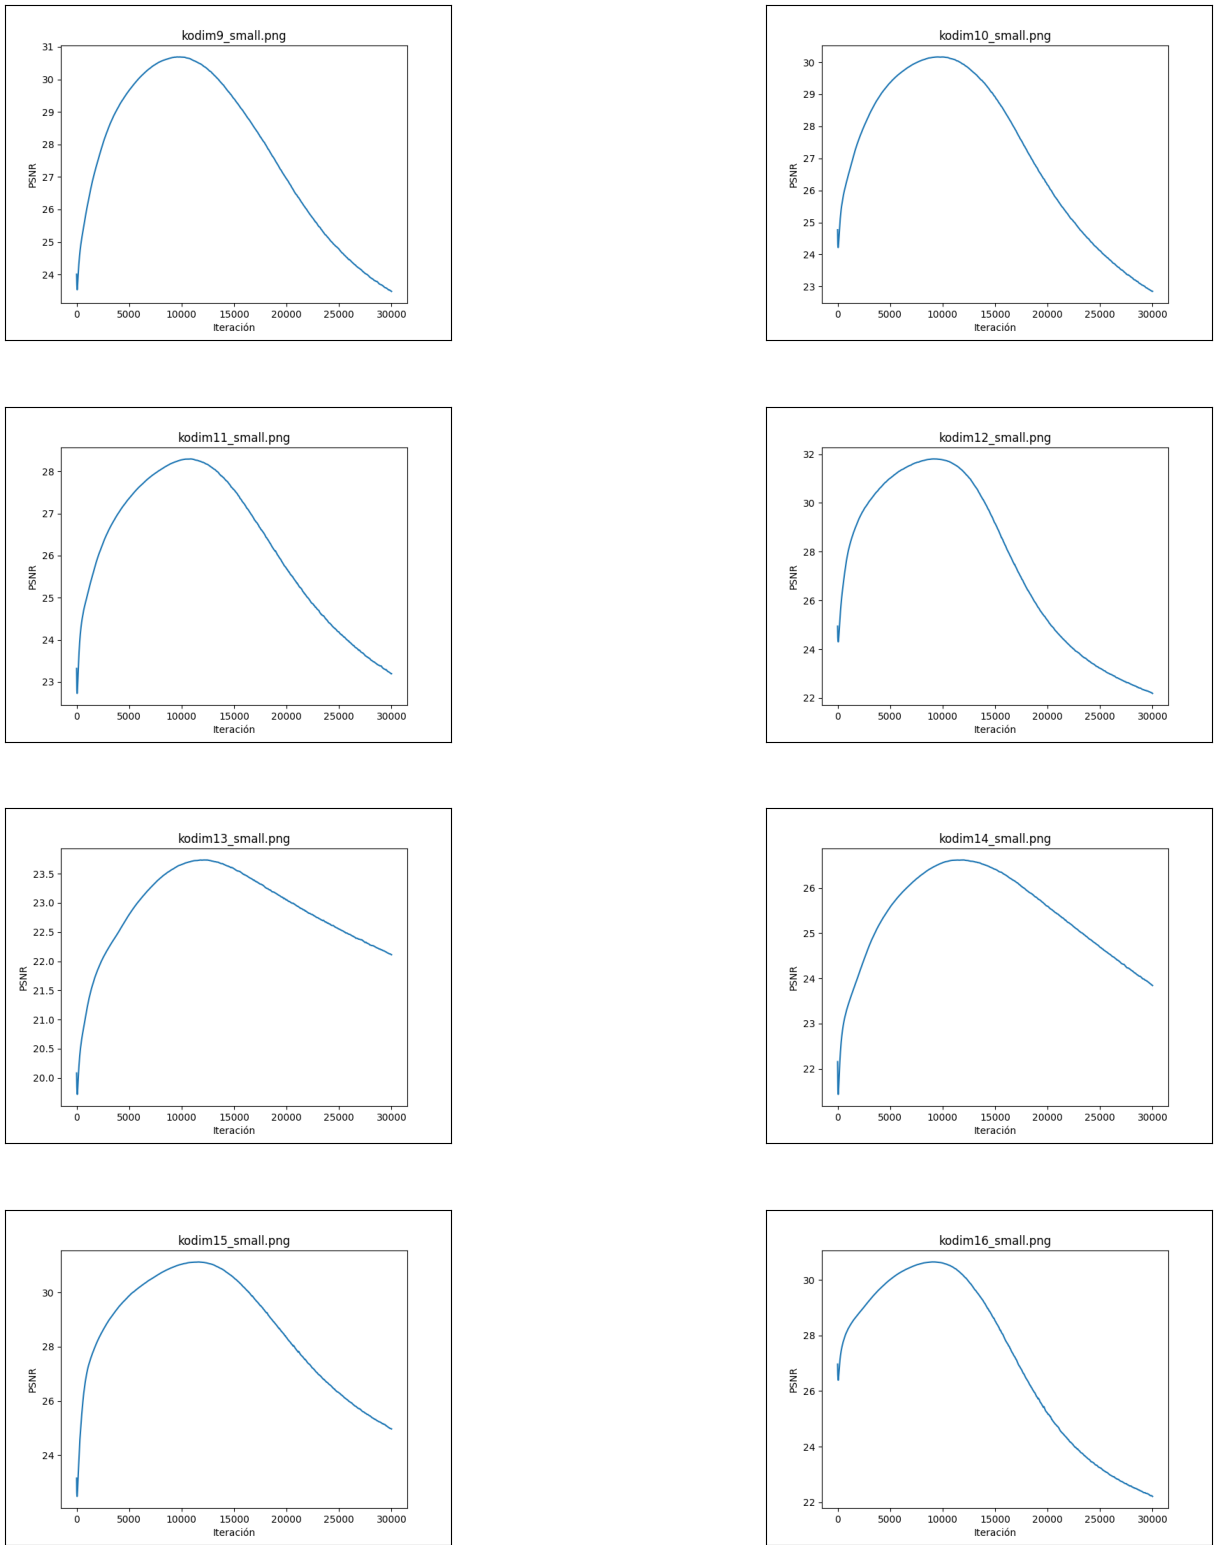 kodim9_small.png
31
30
29
28
27
26
25
24
PSNR
0 5000 10000 15000 20000 25000 30000
Iteración
kodim10_small.png
30
29
28
27
26
25
24
23
PSNR
0 5000 10000 15000 20000 25000 30000
Iteración
kodim11_small.png
28
27
26
25
24
23
PSNR
0 5000 10000 15000 20000 25000 30000
Iteración
kodim12_small.png
32
30
28
26
24
22
PSNR
0 5000 10000 15000 20000 25000 30000
Iteración
kodim13_small.png
23.5
23.0
22.5
22.0
21.5
21.0
20.5
20.0
PSNR
0 5000 10000 15000 20000 25000 30000
Iteración
kodim14_small.png
26
25
24
23
22
PSNR
0 5000 10000 15000 20000 25000 30000
Iteración
kodim15_small.png
30
28
26
24
PSNR
0 5000 10000 15000 20000 25000 30000
Iteración
kodim16_small.png
30
28
26
24
22
PSNR
0 5000 10000 15000 20000 25000 30000
Iteración